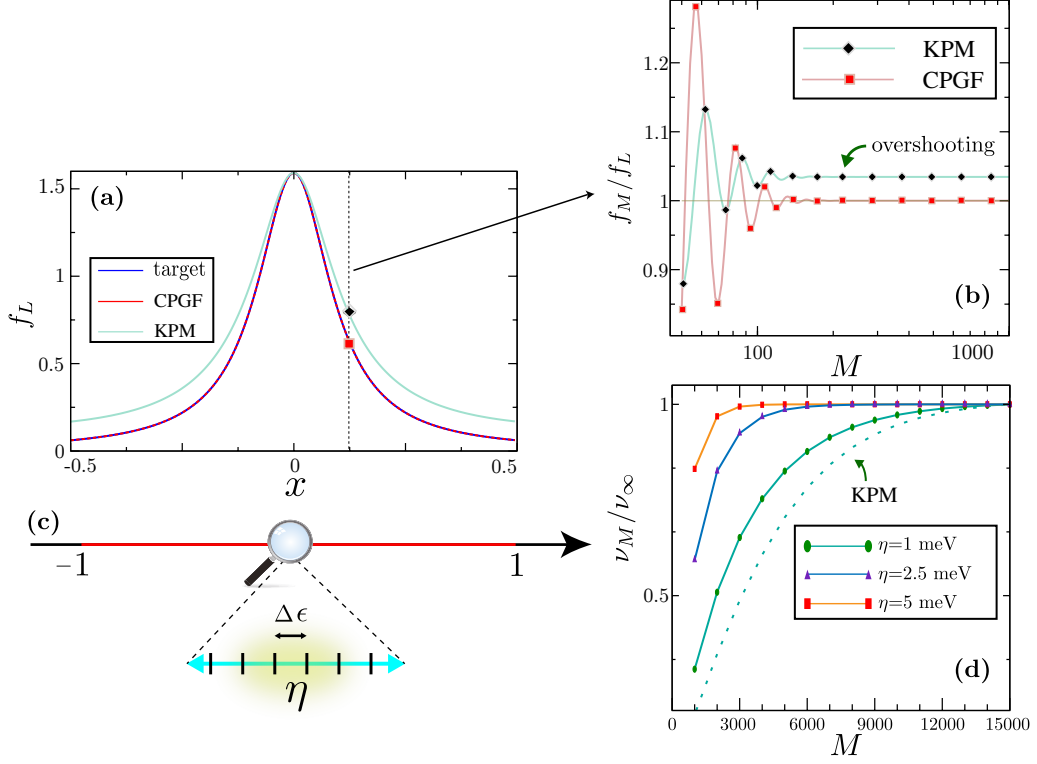 (a)
1.5
1
0.5
0
f_L
target
CPGF
KPM
-0.5
0
0.5
x
1.2
1.1
1
0.9
f_M/f_L
KPM
CPGF
overshooting
(b)
100
1000
M
(c)
−1
1
Δϵ
η
1
0.5
ν_M/ν_∞
KPM
η=1 meV
η=2.5 meV
η=5 meV
(d)
0
3000
6000
9000
12000
15000
M